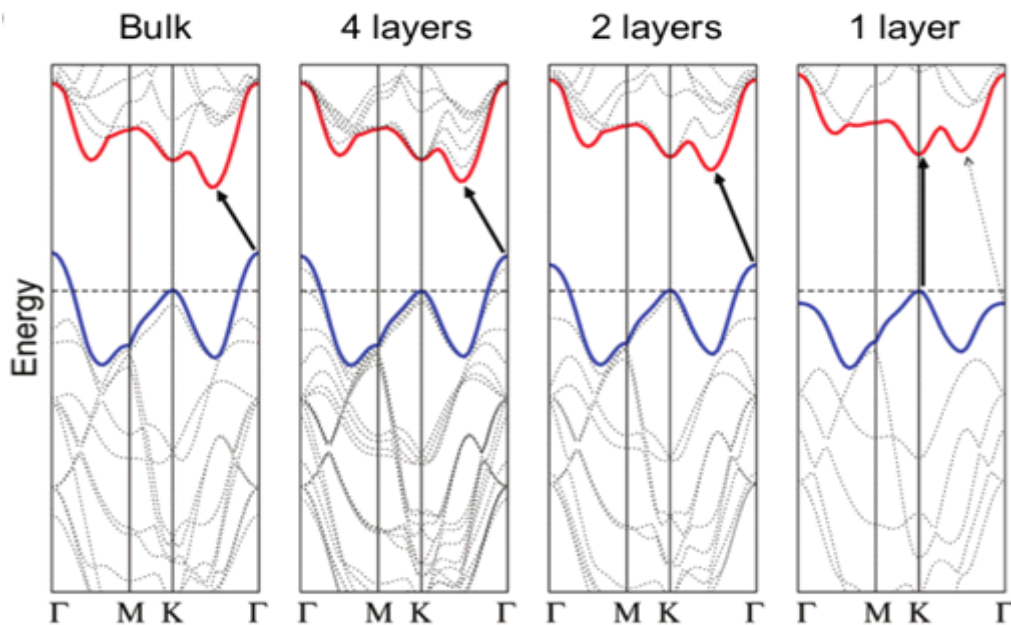 Bulk
4 layers
2 layers
1 layer
Energy
Γ M K Γ
Γ M K Γ
Γ M K Γ
Γ M K Γ